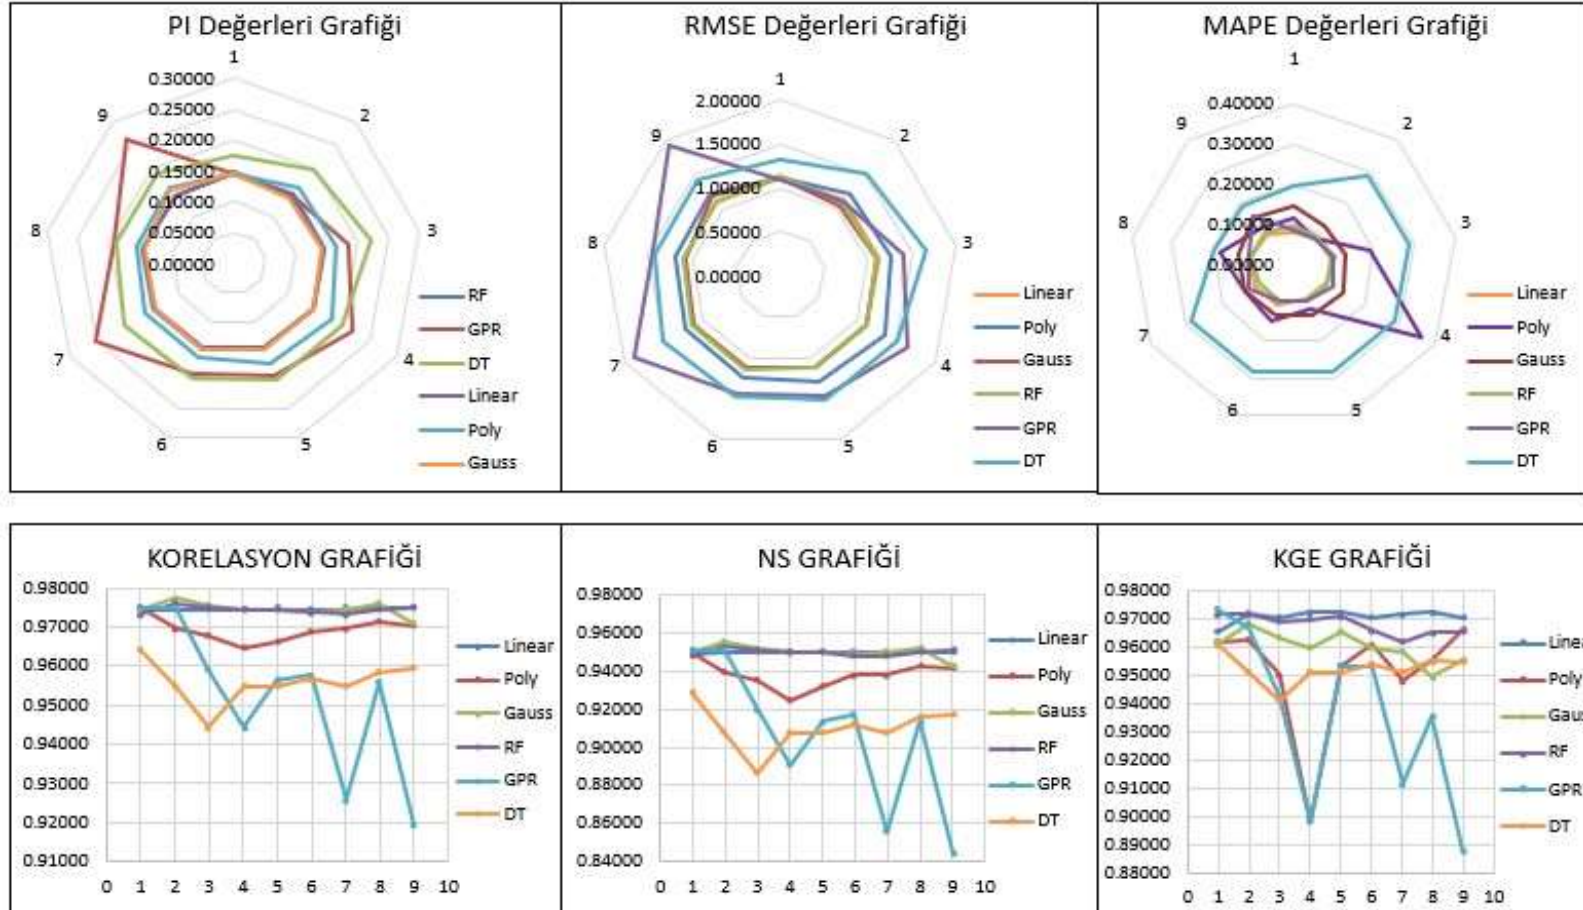 PI Değerleri Grafiği
1
0.30000
0.25000
0.20000
0.15000
0.10000
0.05000
0.00000
2
3
4
5
6
7
8
9
RF
GPR
DT
Linear
Poly
Gauss
RMSE Değerleri Grafiği
1
2.00000
1.50000
1.00000
0.50000
0.00000
2
3
4
5
6
7
8
9
Linear
Poly
Gauss
RF
GPR
DT
MAPE Değerleri Grafiği
1
0.40000
0.30000
0.20000
0.10000
0.00000
2
3
4
5
6
7
8
9
Linear
Poly
Gauss
RF
GPR
DT
KORELASYON GRAFİĞİ
0.98000
0.97000
0.96000
0.95000
0.94000
0.93000
0.92000
0.91000
0 1 2 3 4 5 6 7 8 9 10
Linear
Poly
Gauss
RF
GPR
DT
NS GRAFİĞİ
0.98000
0.96000
0.94000
0.92000
0.90000
0.88000
0.86000
0.84000
0 1 2 3 4 5 6 7 8 9 10
Linear
Poly
Gauss
RF
GPR
DT
KGE GRAFİĞİ
0.98000
0.97000
0.96000
0.95000
0.94000
0.93000
0.92000
0.91000
0.90000
0.89000
0.88000
0 1 2 3 4 5 6 7 8 9 10
Poly
RF
GPR
DT